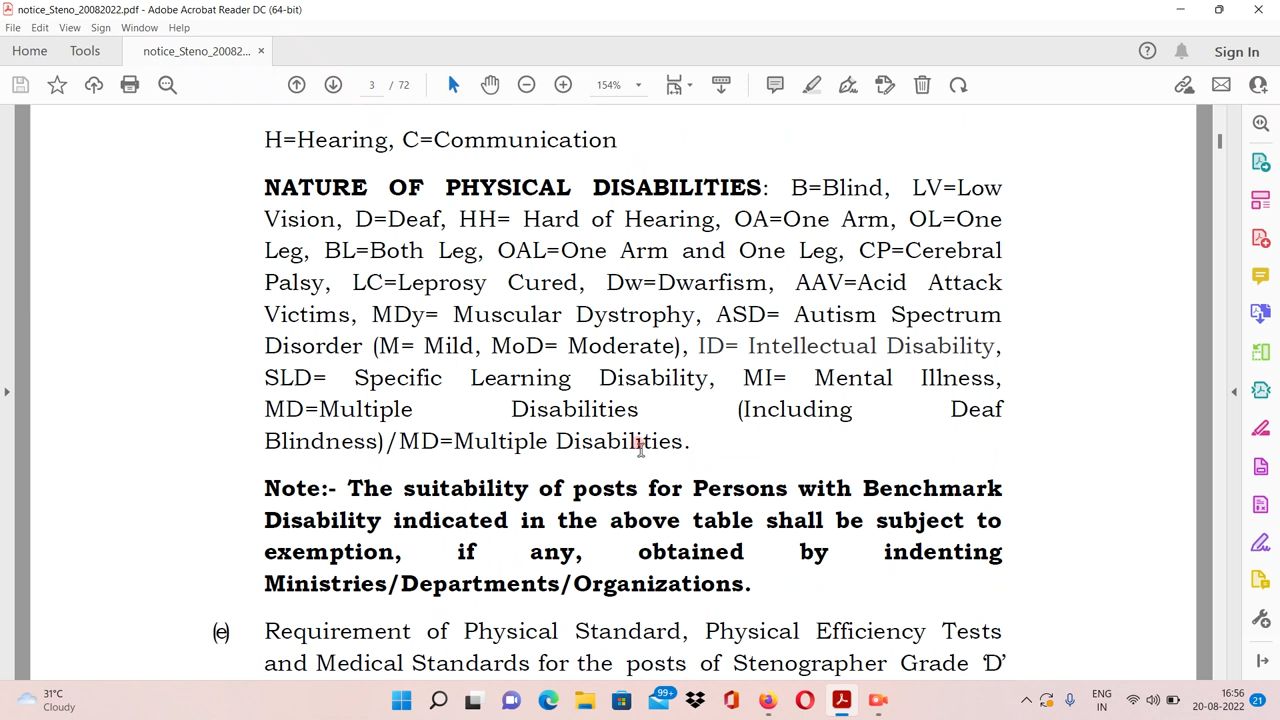 notice_Steno_20082022.pdf - Adobe Acrobat Reader DC (64-bit)
File Edit View Sign Window Help
Home Tools notice_Steno_20082... × Sign In
3 / 72 154%
H=Hearing, C=Communication
NATURE OF PHYSICAL DISABILITIES: B=Blind, LV=Low
Vision, D=Deaf, HH= Hard of Hearing, OA=One Arm, OL=One
Leg, BL=Both Leg, OAL=One Arm and One Leg, CP=Cerebral
Palsy, LC=Leprosy Cured, Dw=Dwarfism, AAV=Acid Attack
Victims, MDy= Muscular Dystrophy, ASD= Autism Spectrum
Disorder (M= Mild, MoD= Moderate), ID= Intellectual Disability,
SLD= Specific Learning Disability, MI= Mental Illness,
MD=Multiple Disabilities (Including Deaf
Blindness)/MD=Multiple Disabilities.
Note:- The suitability of posts for Persons with Benchmark
Disability indicated in the above table shall be subject to
exemption, if any, obtained by indenting
Ministries/Departments/Organizations.
(e) Requirement of Physical Standard, Physical Efficiency Tests
and Medical Standards for the posts of Stenographer Grade 'D'
31°C
Cloudy
99+
ENG
IN
16:56
20-08-2022
21